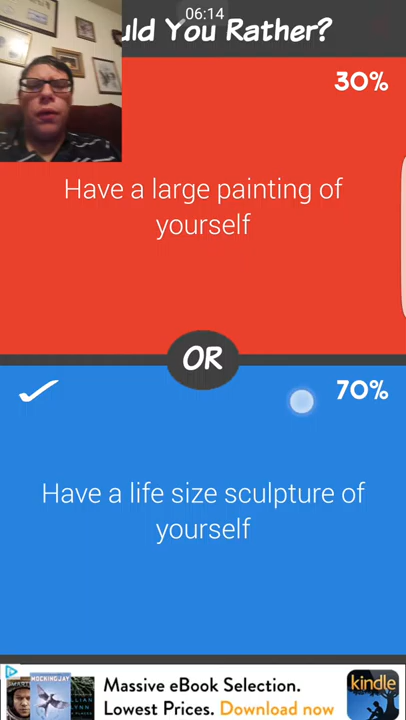 06:14
uld You Rather?
30%
Have a large painting of
yourself
OR
70%
Have a life size sculpture of
yourself
MOCKINGJAY
Massive eBook Selection.
Lowest Prices. Download now
kindle